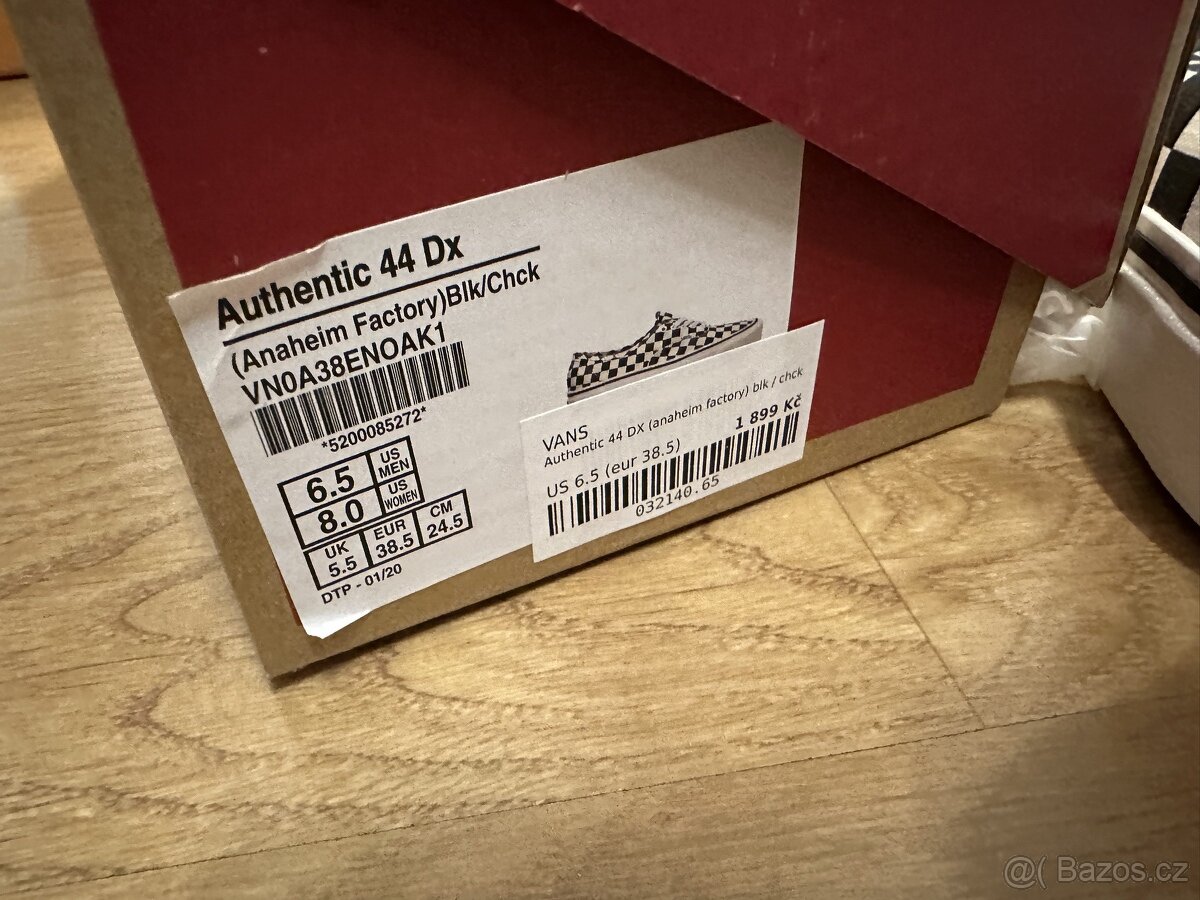 Authentic 44 Dx
(Anaheim Factory)Blk/Chck
VN0A38ENOAK1
*5200085272*
6.5 US MEN
8.0 US WOMEN
UK 5.5 EUR 38.5 CM 24.5
DTP - 01/20
VANS
Authentic 44 DX (anaheim factory) blk / chck
1 899 Kč
US 6.5 (eur 38.5)
032140.65
@( Bazos.cz